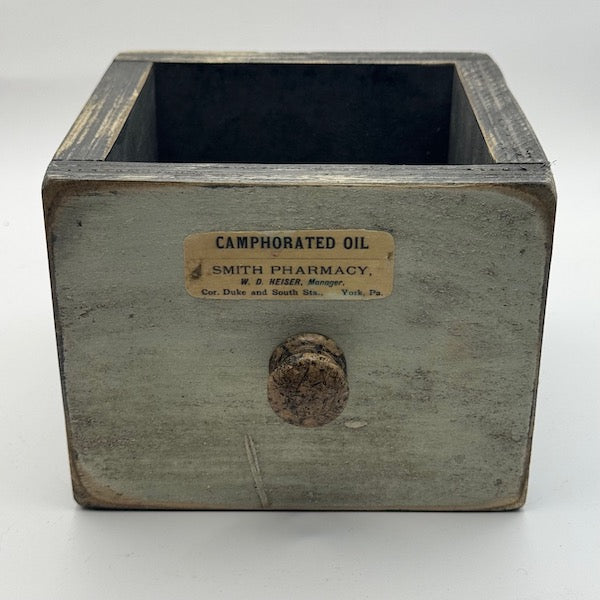 CAMPHORATED OIL
SMITH PHARMACY,
W. D. HEISER, Manager.
Cor. Duke and South Sts., York, Pa.